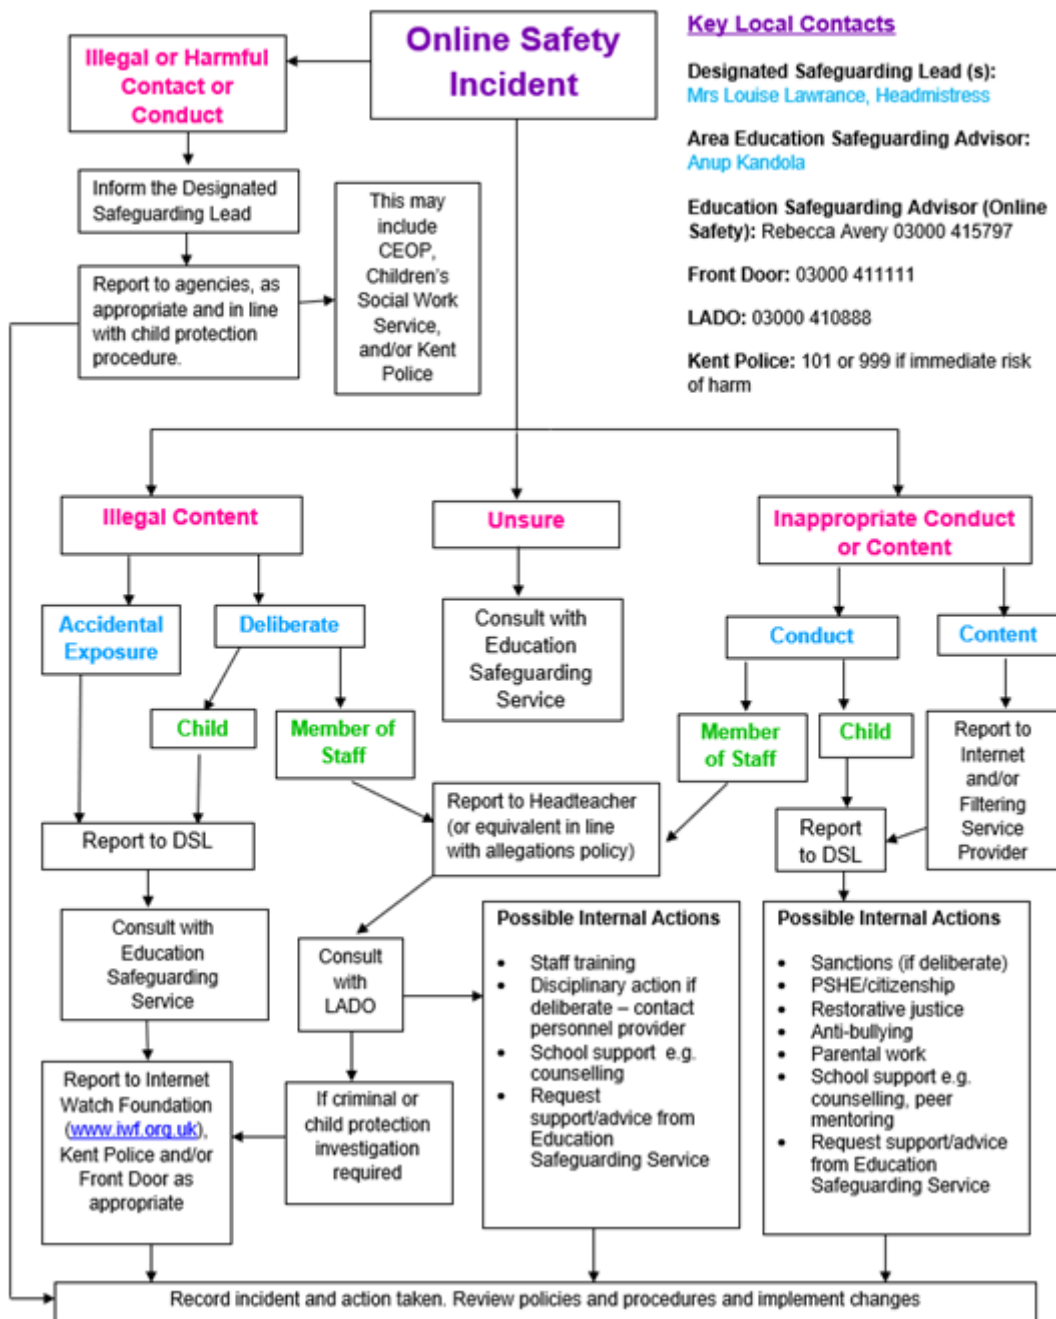 Online Safety
Incident
Key Local Contacts
Designated Safeguarding Lead (s):
Mrs Louise Lawrance, Headmistress
Area Education Safeguarding Advisor:
Anup Kandola
Education Safeguarding Advisor (Online
Safety): Rebecca Avery 03000 415797
Front Door: 03000 411111
LADO: 03000 410888
Kent Police: 101 or 999 if immediate risk
of harm
Illegal or Harmful
Contact or
Conduct
Inform the Designated
Safeguarding Lead
Report to agencies, as
appropriate and in line
with child protection
procedure.
This may
include
CEOP,
Children's
Social Work
Service,
and/or Kent
Police
Illegal Content
Unsure
Inappropriate Conduct
or Content
Accidental
Exposure
Deliberate
Consult with
Education
Safeguarding
Service
Conduct
Content
Child
Member of
Staff
Member
of Staff
Child
Report to
Internet
and/or
Filtering
Service
Provider
Report to DSL
Report to Headteacher
(or equivalent in line
with allegations policy)
Report
to DSL
Consult with
Education
Safeguarding
Service
Consult
with
LADO
Possible Internal Actions
• Staff training
• Disciplinary action if
deliberate – contact
personnel provider
• School support e.g.
counselling
• Request
support/advice from
Education
Safeguarding Service
Possible Internal Actions
• Sanctions (if deliberate)
• PSHE/citizenship
• Restorative justice
• Anti-bullying
• Parental work
• School support e.g.
counselling, peer
mentoring
• Request support/advice
from Education
Safeguarding Service
Report to Internet
Watch Foundation
(www.iwf.org.uk),
Kent Police and/or
Front Door as
appropriate
If criminal or
child protection
investigation
required
Record incident and action taken. Review policies and procedures and implement changes